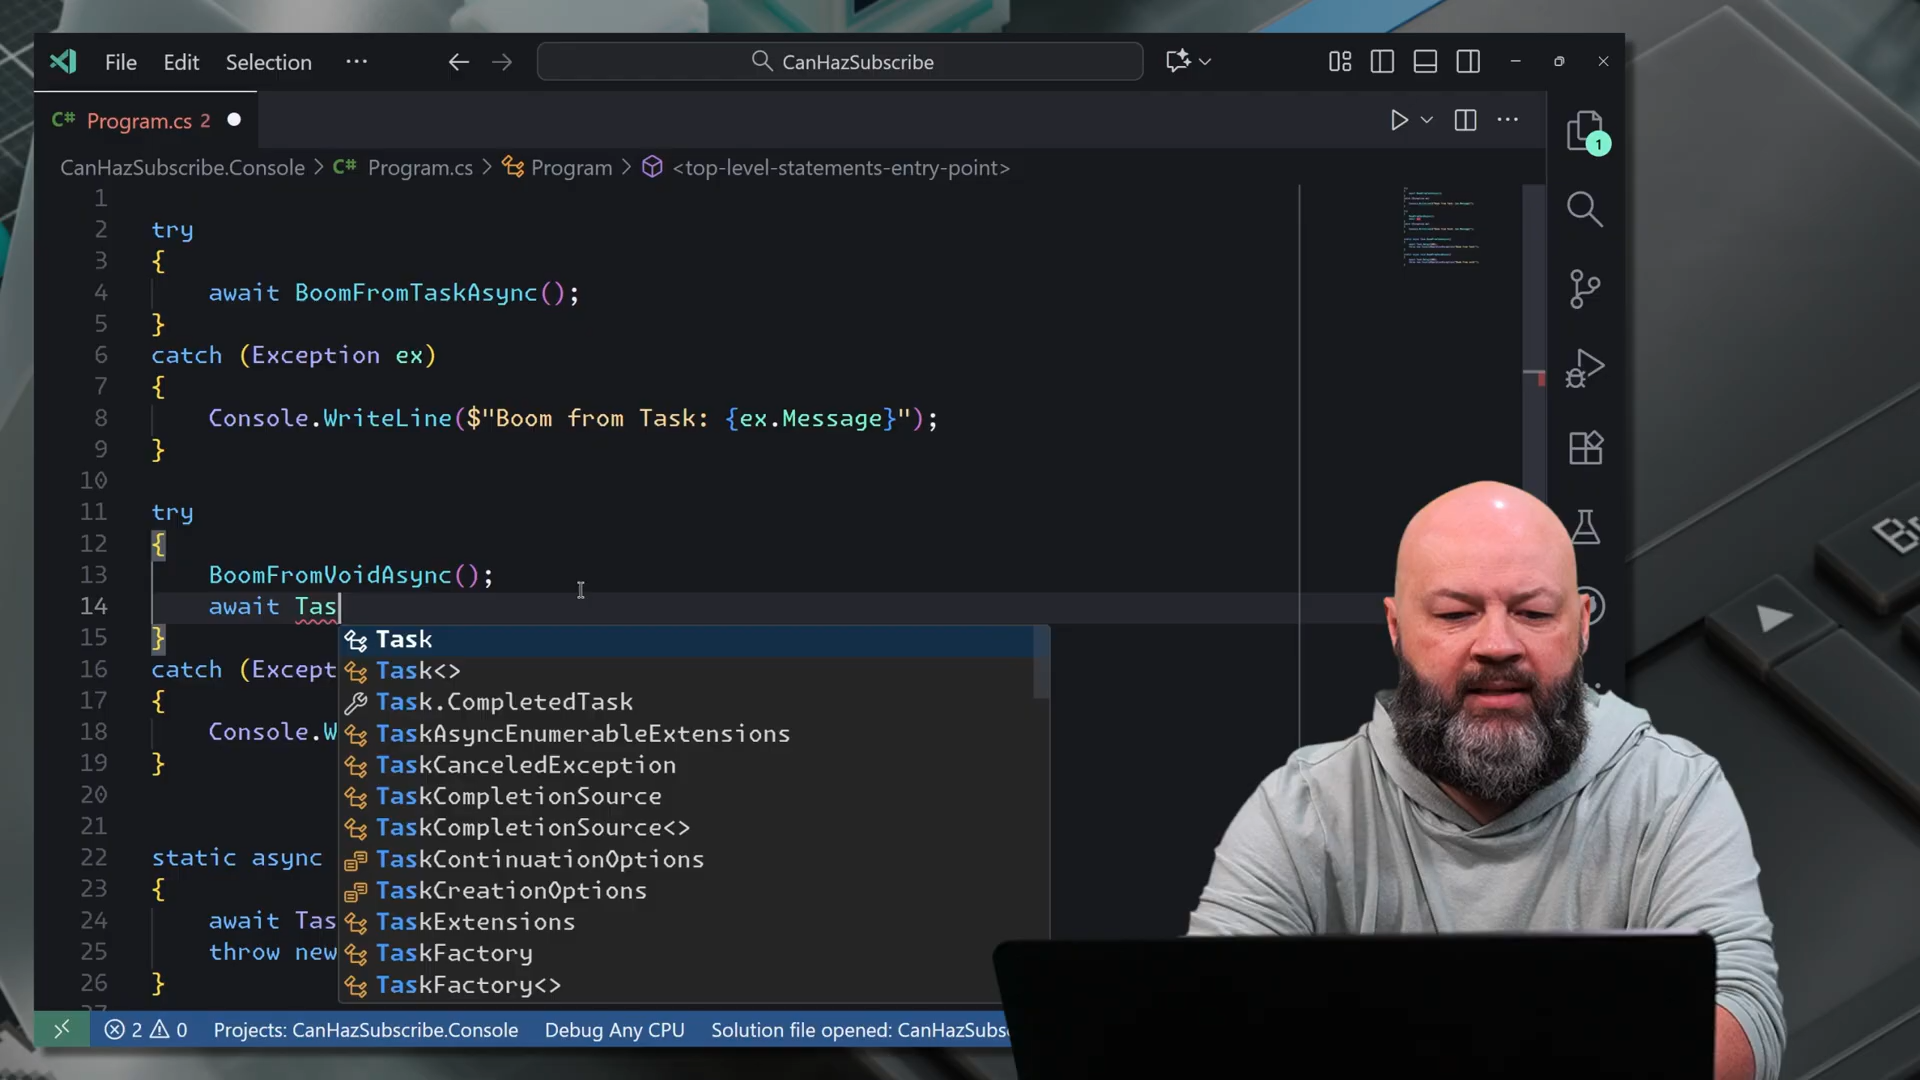 File Edit Selection ··· CanHazSubscribe
C# Program.cs 2
CanHazSubscribe.Console > C# Program.cs > Program > <top-level-statements-entry-point>
1
2 try
3 {
4 await BoomFromTaskAsync();
5 }
6 catch (Exception ex)
7 {
8 Console.WriteLine($"Boom from Task: {ex.Message}");
9 }
10
11 try
12 {
13 BoomFromVoidAsync();
14 await Tas
15 }
16 catch (Except
17 {
18 Console.W
19 }
20
21
22 static async
23 {
24 await Tas
25 throw new
26 }
Task
Task<>
Task.CompletedTask
TaskAsyncEnumerableExtensions
TaskCanceledException
TaskCompletionSource
TaskCompletionSource<>
TaskContinuationOptions
TaskCreationOptions
TaskExtensions
TaskFactory
TaskFactory<>
1
2 0 Projects: CanHazSubscribe.Console Debug Any CPU Solution file opened: CanHazSubs